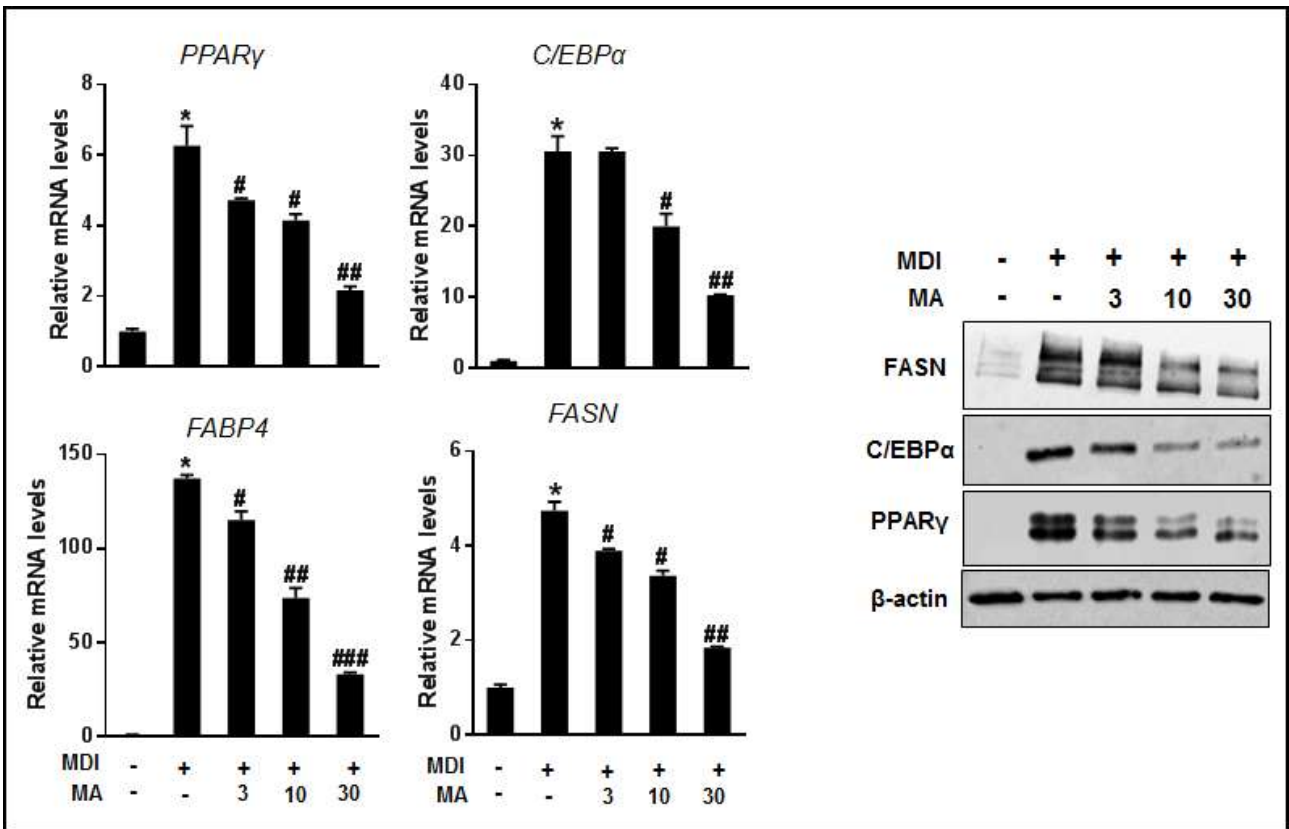 PPARγ
Relative mRNA levels
8
6
4
2
0
*
#
#
##
C/EBPα
Relative mRNA levels
40
30
20
10
0
*
#
##
FABP4
Relative mRNA levels
150
100
50
0
*
#
##
###
MDI - + + + +
MA - - 3 10 30
FASN
Relative mRNA levels
6
4
2
0
*
#
#
##
MDI - + + + +
MA - - 3 10 30
MDI - + + + +
MA - - 3 10 30
FASN
C/EBPα
PPARγ
β-actin